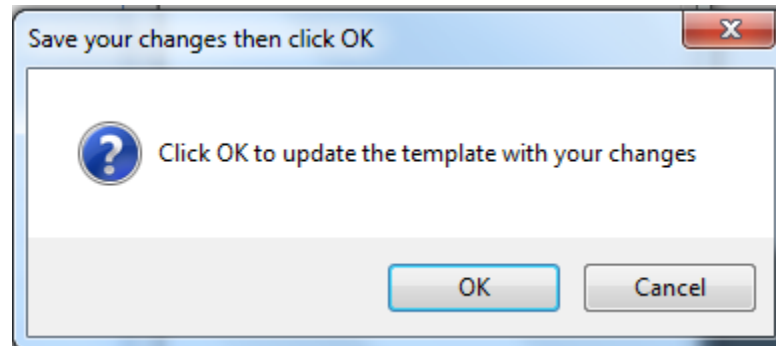 Save your changes then click OK
Click OK to update the template with your changes
OK
Cancel